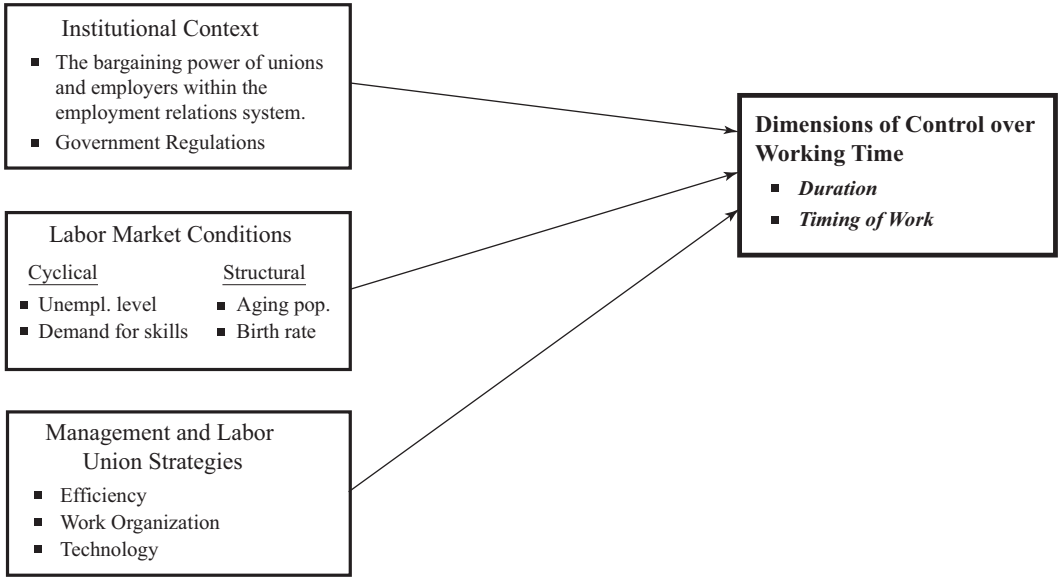 Institutional Context
▪ The bargaining power of unions
and employers within the
employment relations system.
▪ Government Regulations
Labor Market Conditions
Cyclical
▪ Unempl. level
▪ Demand for skills
Structural
▪ Aging pop.
▪ Birth rate
Management and Labor
Union Strategies
▪ Efficiency
▪ Work Organization
▪ Technology
Dimensions of Control over
Working Time
▪ Duration
▪ Timing of Work